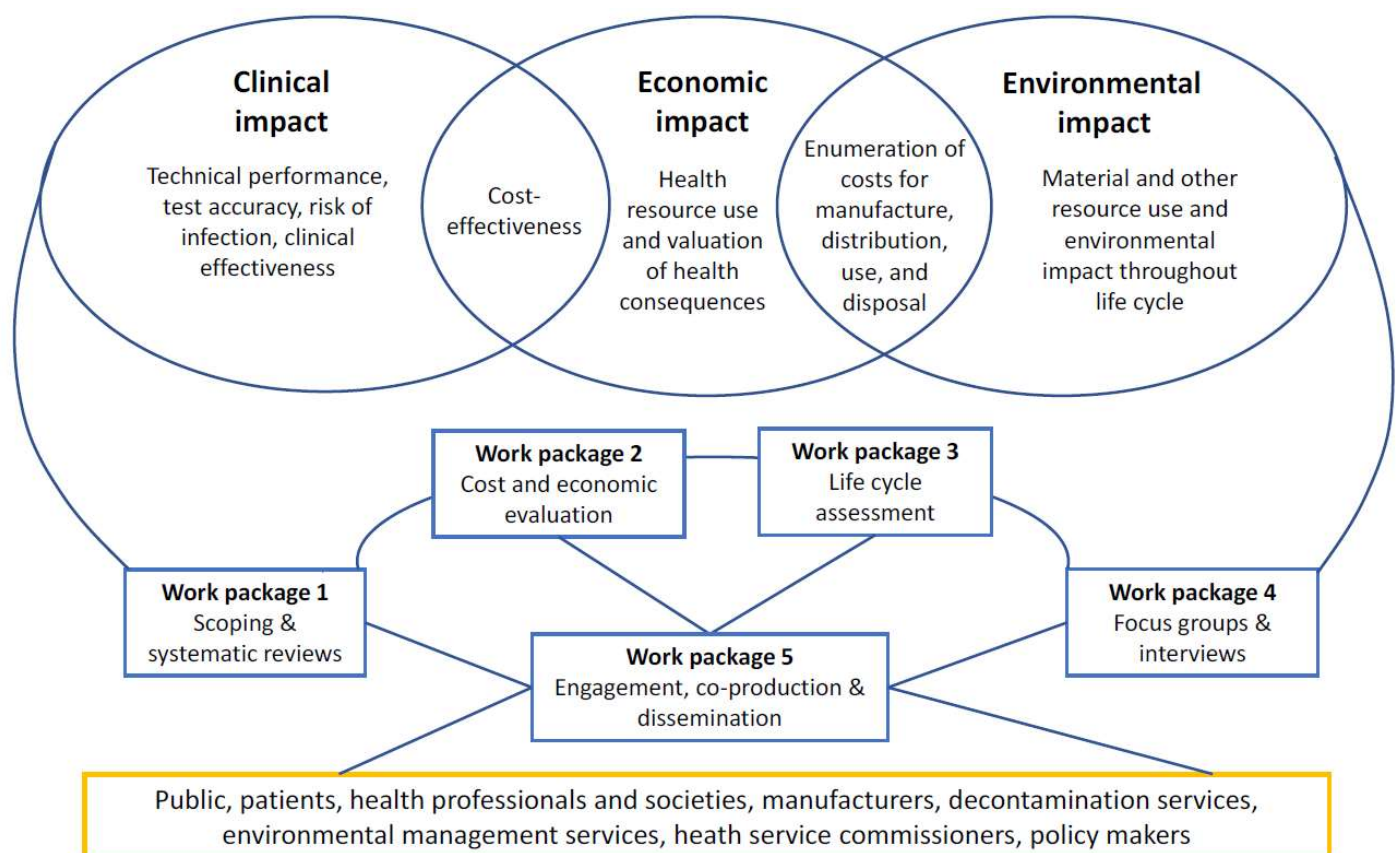 Clinical
impact
Technical performance,
test accuracy, risk of
infection, clinical
effectiveness
Cost-
effectiveness
Economic
impact
Health
resource use
and valuation
of health
consequences
Enumeration of
costs for
manufacture,
distribution,
use, and
disposal
Environmental
impact
Material and other
resource use and
environmental
impact throughout
life cycle
Work package 2
Cost and economic
evaluation
Work package 3
Life cycle
assessment
Work package 1
Scoping &
systematic reviews
Work package 4
Focus groups &
interviews
Work package 5
Engagement, co-production &
dissemination
Public, patients, health professionals and societies, manufacturers, decontamination services,
environmental management services, heath service commissioners, policy makers